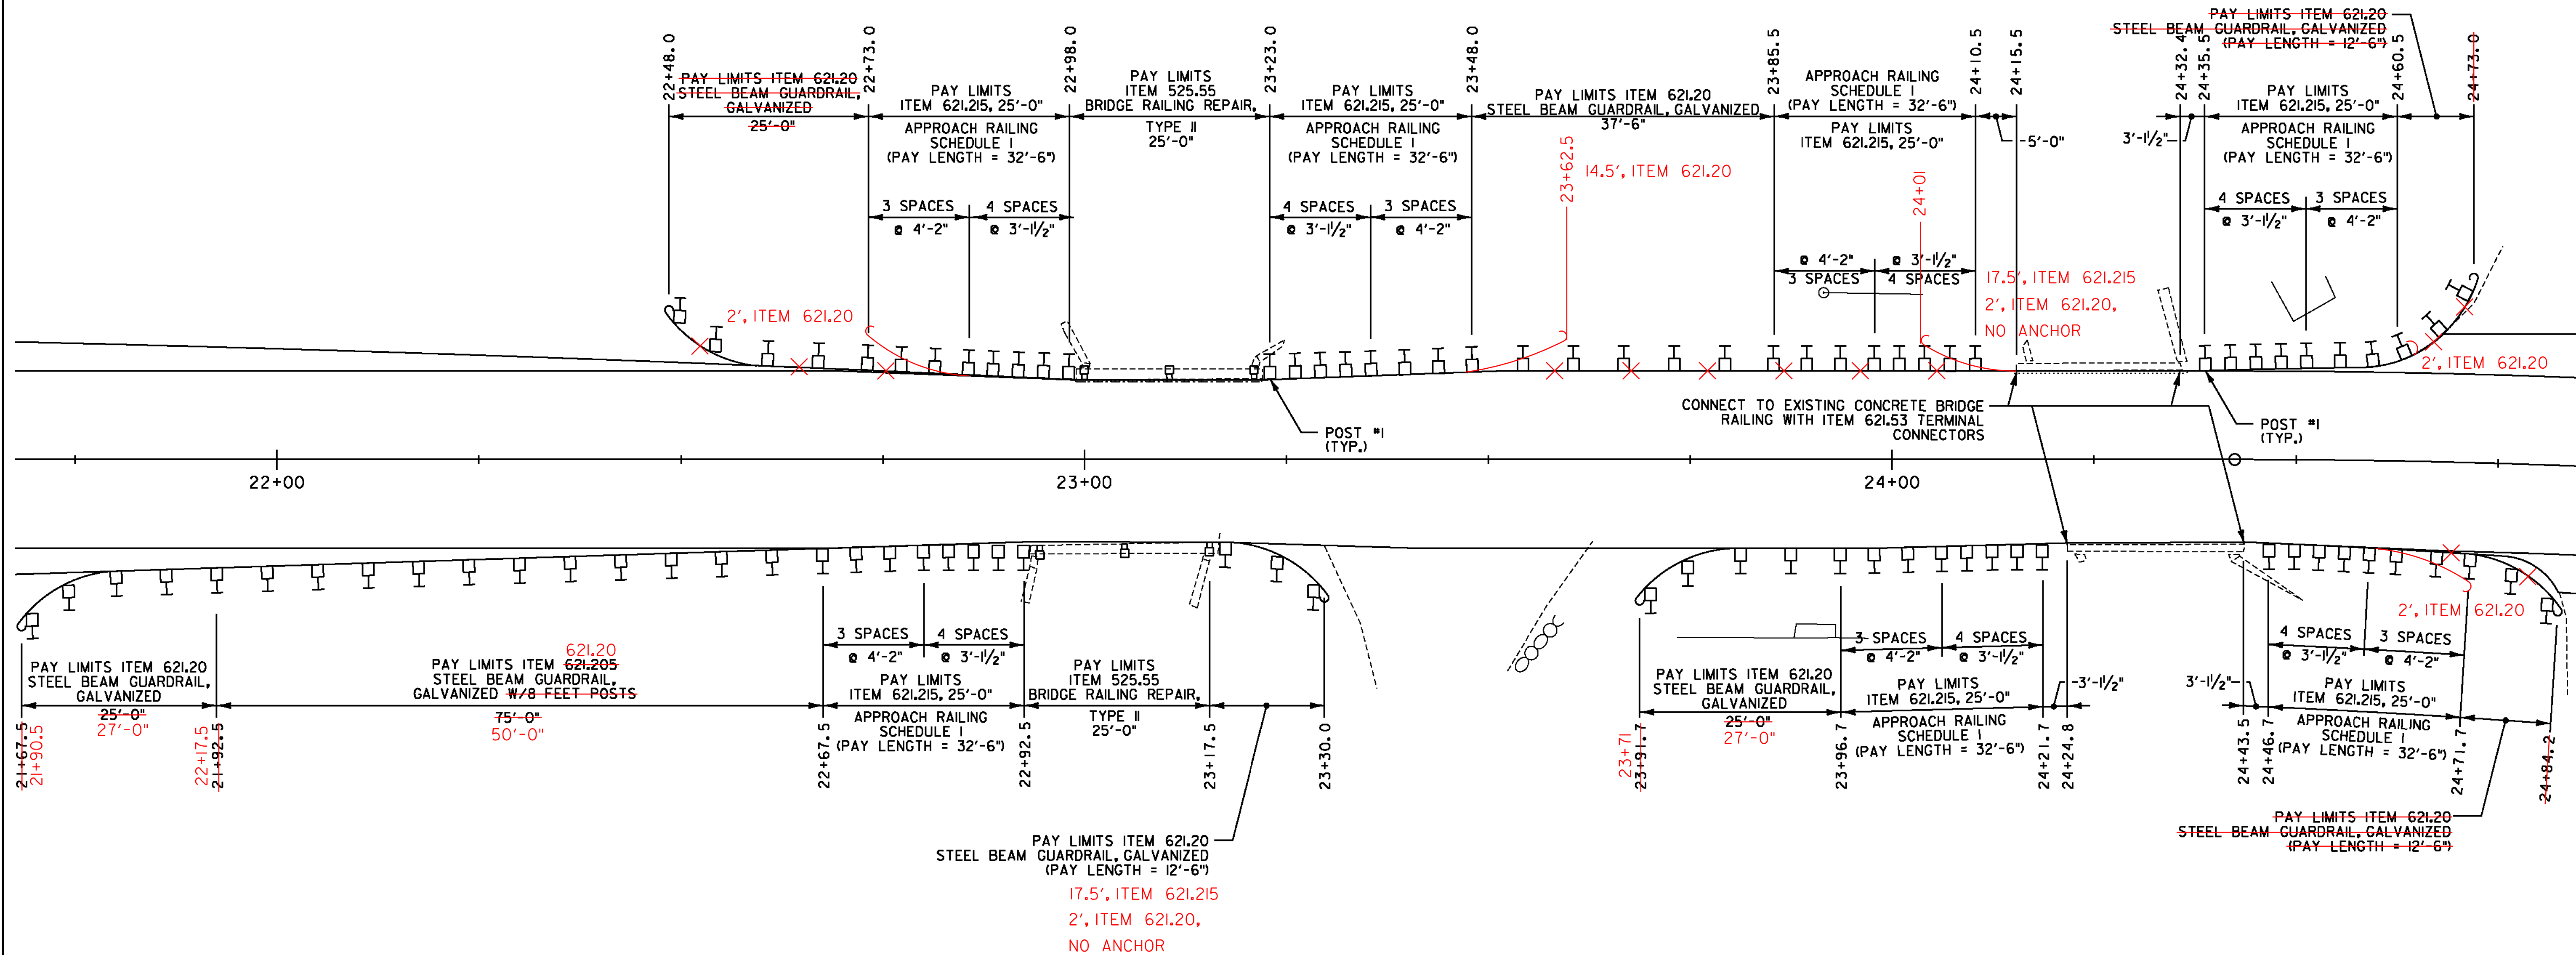 22+48.0
PAY LIMITS ITEM 621.20
STEEL BEAM GUARDRAIL,
GALVANIZED
25'-0"
22+73.0
PAY LIMITS
ITEM 621.215, 25'-0"
APPROACH RAILING
SCHEDULE I
(PAY LENGTH = 32'-6")
3 SPACES
@ 4'-2"
4 SPACES
@ 3'-1½"
22+98.0
PAY LIMITS
ITEM 525.55
BRIDGE RAILING REPAIR,
TYPE II
25'-0"
23+23.0
PAY LIMITS
ITEM 621.215, 25'-0"
APPROACH RAILING
SCHEDULE I
(PAY LENGTH = 32'-6")
4 SPACES
@ 3'-1½"
3 SPACES
@ 4'-2"
23+48.0
PAY LIMITS ITEM 621.20
STEEL BEAM GUARDRAIL, GALVANIZED
37'-6"
23+62.5
14.5', ITEM 621.20
23+85.5
APPROACH RAILING
SCHEDULE I
(PAY LENGTH = 32'-6")
PAY LIMITS
ITEM 621.215, 25'-0"
24+01
@ 4'-2"
3 SPACES
@ 3'-1½"
4 SPACES
24+10.5
24+15.5
5'-0"
17.5', ITEM 621.215
2', ITEM 621.20,
NO ANCHOR
PAY LIMITS ITEM 621.20
STEEL BEAM GUARDRAIL, GALVANIZED
(PAY LENGTH = 12'-6")
24+32.4
24+35.5
3'-1½"
PAY LIMITS
ITEM 621.215, 25'-0"
APPROACH RAILING
SCHEDULE I
(PAY LENGTH = 32'-6")
4 SPACES
@ 3'-1½"
3 SPACES
@ 4'-2"
24+60.5
24+73.0
2', ITEM 621.20
2', ITEM 621.20
POST #1
(TYP.)
CONNECT TO EXISTING CONCRETE BRIDGE
RAILING WITH ITEM 621.53 TERMINAL
CONNECTORS
POST #1
(TYP.)
22+00
23+00
24+00
PAY LIMITS ITEM 621.20
STEEL BEAM GUARDRAIL,
GALVANIZED
25'-0"
27'-0"
21+67.5
21+90.5
22+17.5
21+92.5
621.20
PAY LIMITS ITEM 621.205
STEEL BEAM GUARDRAIL,
GALVANIZED W/8 FEET POSTS
75'-0"
50'-0"
22+67.5
3 SPACES
@ 4'-2"
4 SPACES
@ 3'-1½"
PAY LIMITS
ITEM 621.215, 25'-0"
APPROACH RAILING
SCHEDULE I
(PAY LENGTH = 32'-6")
22+92.5
PAY LIMITS
ITEM 525.55
BRIDGE RAILING REPAIR,
TYPE II
25'-0"
23+17.5
23+30.0
PAY LIMITS ITEM 621.20
STEEL BEAM GUARDRAIL, GALVANIZED
(PAY LENGTH = 12'-6")
17.5', ITEM 621.215
2', ITEM 621.20,
NO ANCHOR
23+71
23+91.7
PAY LIMITS ITEM 621.20
STEEL BEAM GUARDRAIL,
GALVANIZED
25'-0"
27'-0"
23+96.7
3 SPACES
@ 4'-2"
4 SPACES
@ 3'-1½"
PAY LIMITS
ITEM 621.215, 25'-0"
APPROACH RAILING
SCHEDULE I
(PAY LENGTH = 32'-6")
24+21.7
24+24.8
3'-1½"
3'-1½"
24+43.5
24+46.7
4 SPACES
@ 3'-1½"
3 SPACES
@ 4'-2"
PAY LIMITS
ITEM 621.215, 25'-0"
APPROACH RAILING
SCHEDULE I
(PAY LENGTH = 32'-6")
2', ITEM 621.20
24+71.7
24+84.2
PAY LIMITS ITEM 621.20
STEEL BEAM GUARDRAIL, GALVANIZED
(PAY LENGTH = 12'-6")